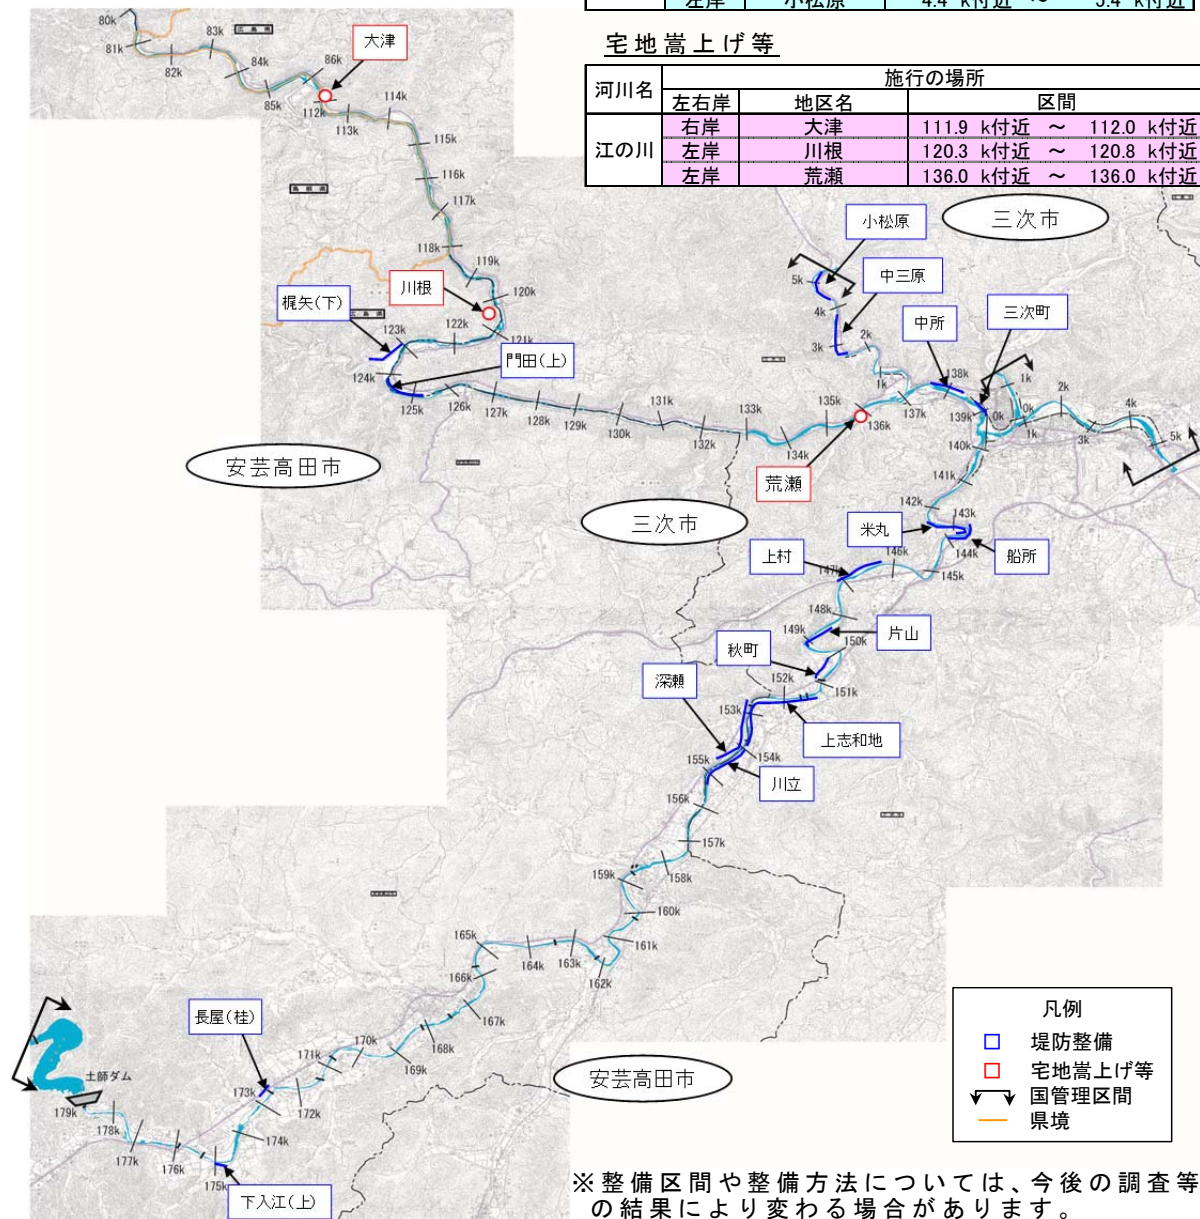 左岸 小松原 4.4 k付近 ～ 5.4 k付近
宅地嵩上げ等
河川名 施行の場所
左右岸 地区名 区間
江の川 右岸 大津 111.9 k付近 ～ 112.0 k付近
左岸 川根 120.3 k付近 ～ 120.8 k付近
左岸 荒瀬 136.0 k付近 ～ 136.0 k付近
80k
81k
82k
83k
84k
85k
86k
広島県
大津
112k
113k
114k
115k
116k
117k
118k
119k
120k
121k
島根県
川根
広島県
梶矢(下)
122k
123k
124k
門田(上)
125k
126k
127k
128k
129k
130k
131k
132k
133k
134k
135k
136k
荒瀬
137k
138k
139k
140k
141k
142k
143k
144k
145k
146k
147k
148k
149k
150k
151k
152k
153k
154k
155k
156k
157k
158k
159k
160k
161k
162k
163k
164k
165k
166k
167k
168k
169k
170k
171k
172k
173k
174k
175k
176k
177k
178k
179k
小松原
三次市
中三原
中所
三次町
5k
4k
3k
2k
1k
0k
1k
0k
1k
2k
3k
4k
5k
安芸高田市
三次市
米丸
船所
上村
片山
秋町
深瀬
上志和地
川立
長屋(桂)
土師ダム
下入江(上)
安芸高田市
凡例
堤防整備
宅地嵩上げ等
国管理区間
県境
※整備区間や整備方法については、今後の調査等
の結果により変わる場合があります。